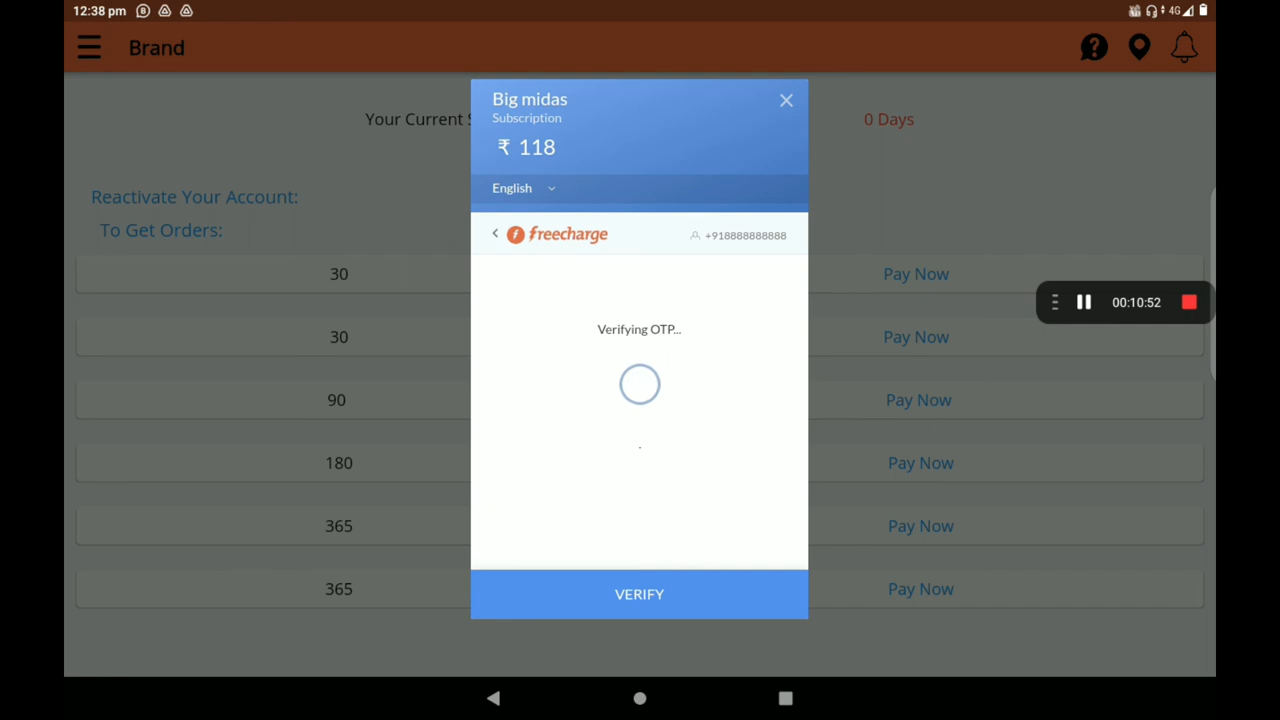 12:38 pm
4G
Brand
Big midas
Subscription
₹ 118
English
freecharge
+918888888888
Verifying OTP...
VERIFY
Your Current S
0 Days
Reactivate Your Account:
To Get Orders:
30 Pay Now
30 Pay Now
90 Pay Now
180 Pay Now
365 Pay Now
365 Pay Now
00:10:52